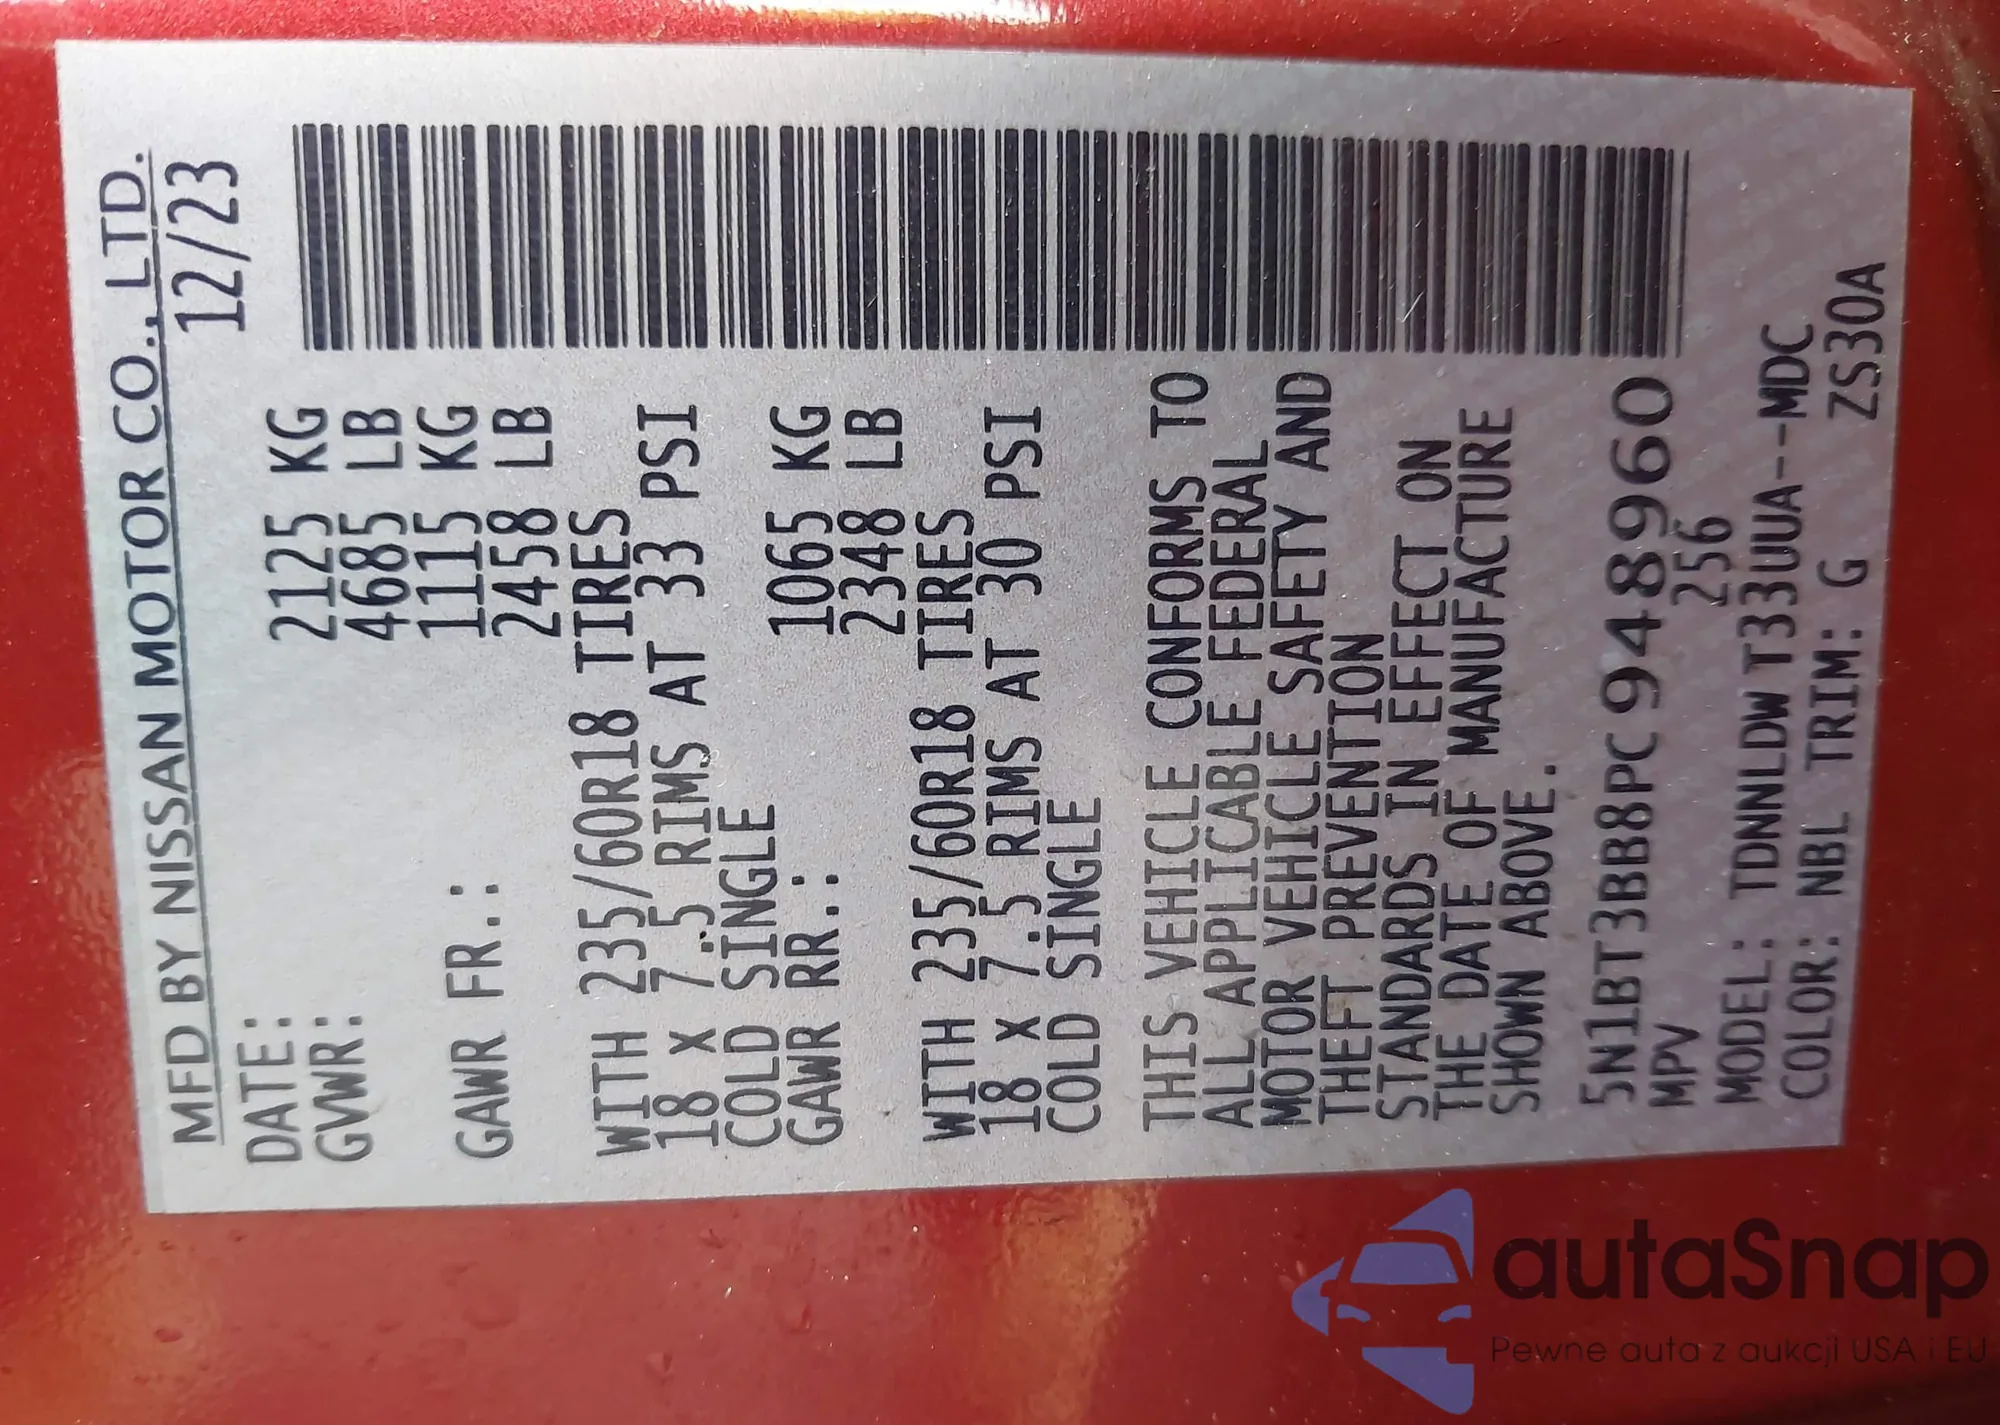 MFD BY NISSAN MOTOR CO., LTD.
DATE: 12/23
GVWR: 2125 KG
4685 LB
GAWR FR.: 1115 KG
2458 LB
WITH 235/60R18 TIRES
18 x 7.5 RIMS AT 33 PSI
COLD SINGLE
GAWR RR.: 1065 KG
2348 LB
WITH 235/60R18 TIRES
18 x 7.5 RIMS AT 30 PSI
COLD SINGLE
THIS VEHICLE CONFORMS TO
ALL APPLICABLE FEDERAL
MOTOR VEHICLE SAFETY AND
THEFT PREVENTION
STANDARDS IN EFFECT ON
THE DATE OF MANUFACTURE
SHOWN ABOVE.
5N1BT3BB8PC948960
MPV 256
MODEL: TDNNLDWT33UUA--MDC
COLOR: NBL TRIM: G ZS30A
autaSnap
Pewne auta z aukcji USA i EU